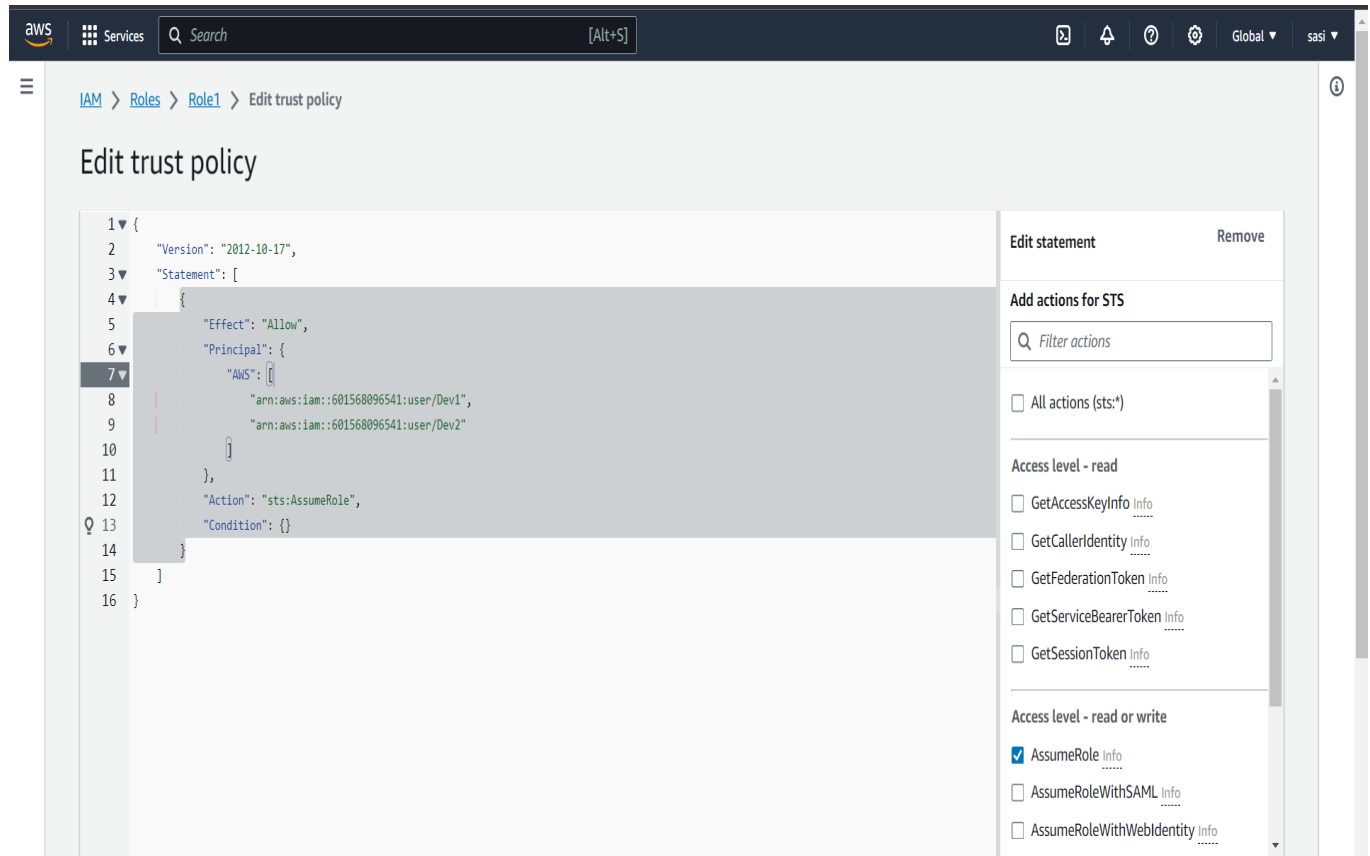 aws Services Search [Alt+S] Global ▼ sasi ▼
IAM > Roles > Role1 > Edit trust policy
Edit trust policy
1 {
2 "Version": "2012-10-17",
3 "Statement": [
4 {
5 "Effect": "Allow",
6 "Principal": {
7 "AWS": [
8 "arn:aws:iam::601568096541:user/Dev1",
9 "arn:aws:iam::601568096541:user/Dev2"
10 ]
11 },
12 "Action": "sts:AssumeRole",
13 "Condition": {}
14 }
15 ]
16 }
Edit statement Remove
Add actions for STS
Filter actions
All actions (sts:*)
Access level - read
GetAccessKeyInfo Info
GetCallerIdentity Info
GetFederationToken Info
GetServiceBearerToken Info
GetSessionToken Info
Access level - read or write
AssumeRole Info
AssumeRoleWithSAML Info
AssumeRoleWithWebIdentity Info